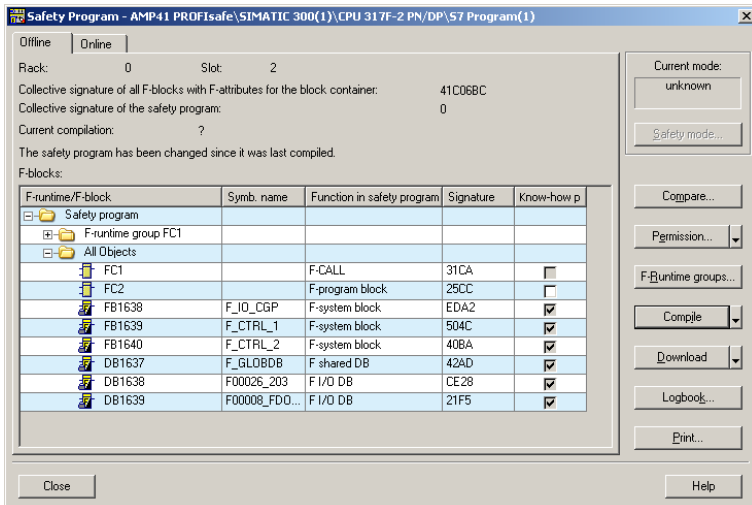 Safety Program - AMP41 PROFIsafe\SIMATIC 300(1)\CPU 317F-2 PN/DP\S7 Program(1)
Offline Online
Rack: 0 Slot: 2
Collective signature of all F-blocks with F-attributes for the block container: 41C06BC
Collective signature of the safety program: 0
Current compilation: ?
The safety program has been changed since it was last compiled.
F-blocks:
F-runtime/F-block Symb. name Function in safety program Signature Know-how p
Safety program
F-runtime group FC1
All Objects
FC1 F-CALL 31CA
FC2 F-program block 25CC
FB1638 F_IO_CGP F-system block EDA2
FB1639 F_CTRL_1 F-system block 504C
FB1640 F_CTRL_2 F-system block 40BA
DB1637 F_GLOBDB F shared DB 42AD
DB1638 F00026_203 F I/O DB CE28
DB1639 F00008_FDO... F I/O DB 21F5
Current mode:
unknown
Safety mode...
Compare...
Permission...
F-Runtime groups...
Compile
Download
Logbook...
Print...
Close Help